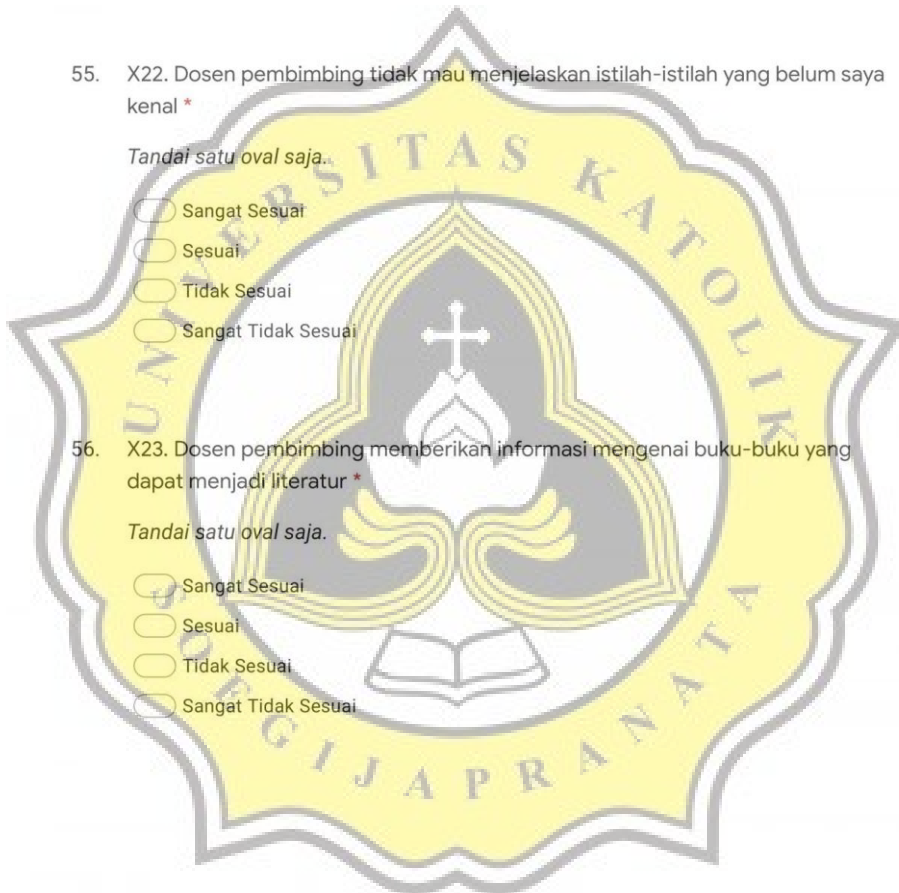 55. X22. Dosen pembimbing tidak mau menjelaskan istilah-istilah yang belum saya
kenal *
Tandai satu oval saja.
Sangat Sesuai
Sesuai
Tidak Sesuai
Sangat Tidak Sesuai
56. X23. Dosen pembimbing memberikan informasi mengenai buku-buku yang
dapat menjadi literatur *
Tandai satu oval saja.
Sangat Sesuai
Sesuai
Tidak Sesuai
Sangat Tidak Sesuai
UNIVERSITAS KATOLIK
SOEGIJAPRANATA